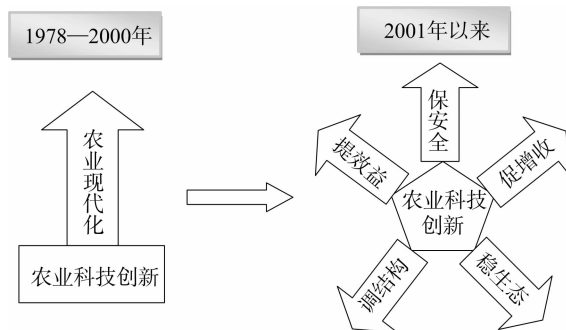 1978—2000年
2001年以来
农业现代化
农业科技创新
保安全
提效益
促增收
农业科技
创新
调结构
稳生态